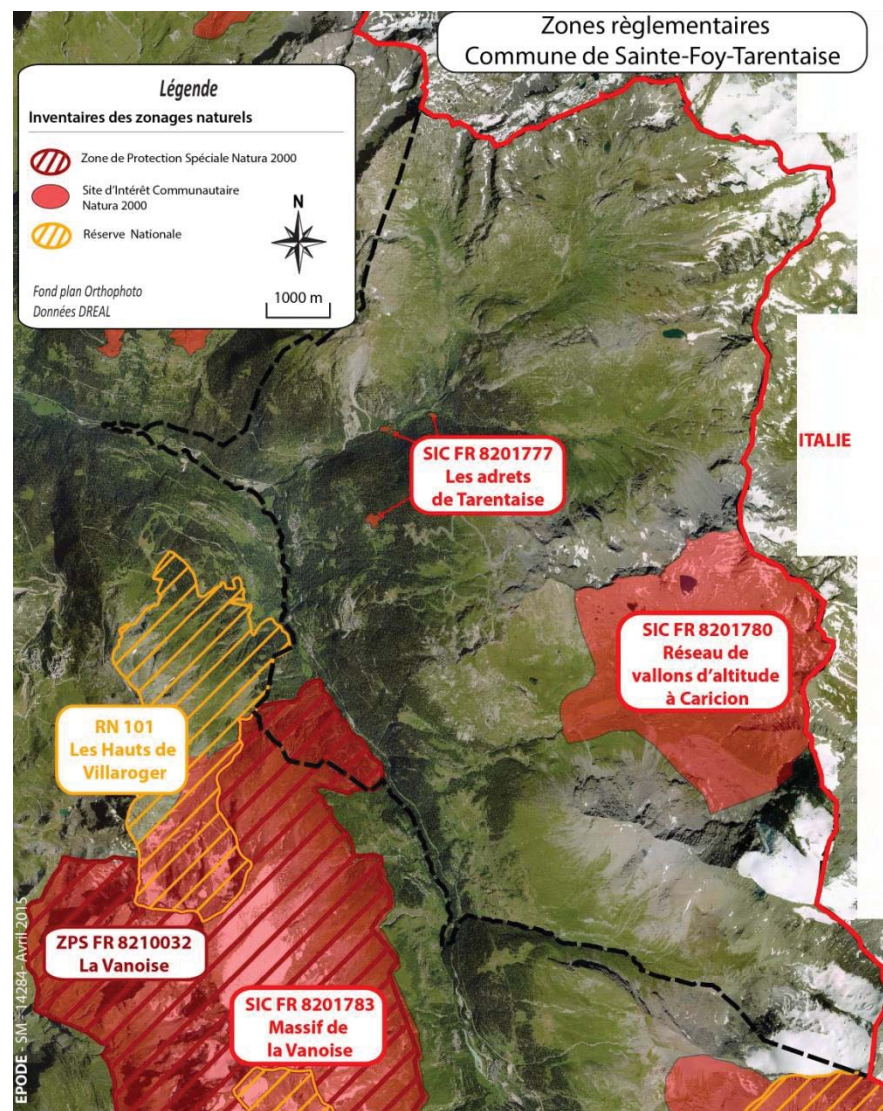 Zones règlementaires
Commune de Sainte-Foy-Tarentaise
Légende
Inventaires des zonages naturels
Zone de Protection Spéciale Natura 2000
Site d'Intérêt Communautaire
Natura 2000
Réserve Nationale
N
Fond plan Orthophoto
Données DREAL
1000 m
SIC FR 8201777
Les adrets
de Tarentaise
ITALIE
SIC FR 8201780
Réseau de
vallons d'altitude
à Caricion
RN 101
Les Hauts de
Villaroger
ZPS FR 8210032
La Vanoise
SIC FR 8201783
Massif de
la Vanoise
EPODE - SM - 14284 - Avril 2015